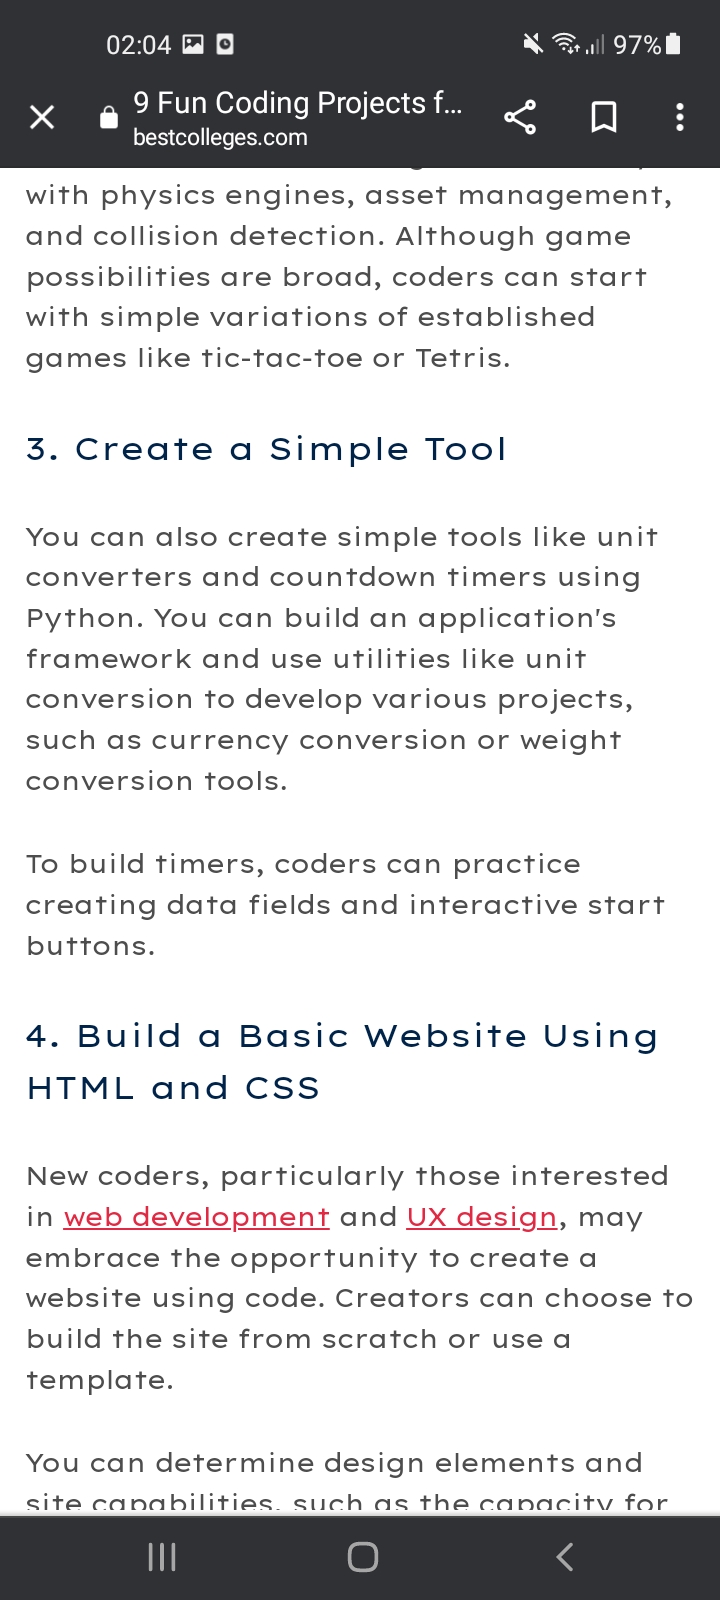 02:04
97%
9 Fun Coding Projects f...
bestcolleges.com
with physics engines, asset management,
and collision detection. Although game
possibilities are broad, coders can start
with simple variations of established
games like tic-tac-toe or Tetris.
3. Create a Simple Tool
You can also create simple tools like unit
converters and countdown timers using
Python. You can build an application's
framework and use utilities like unit
conversion to develop various projects,
such as currency conversion or weight
conversion tools.
To build timers, coders can practice
creating data fields and interactive start
buttons.
4. Build a Basic Website Using
HTML and CSS
New coders, particularly those interested
in web development and UX design, may
embrace the opportunity to create a
website using code. Creators can choose to
build the site from scratch or use a
template.
You can determine design elements and
site capabilities, such as the capacity for